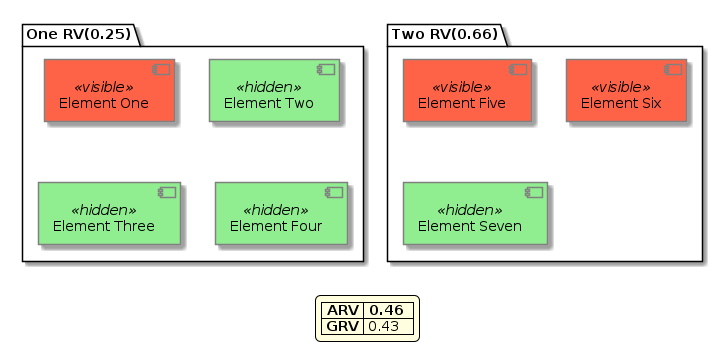 One RV(0.25)
«visible»
Element One
«hidden»
Element Two
«hidden»
Element Three
«hidden»
Element Four
Two RV(0.66)
«visible»
Element Five
«visible»
Element Six
«hidden»
Element Seven
ARV 0.46
GRV 0.43